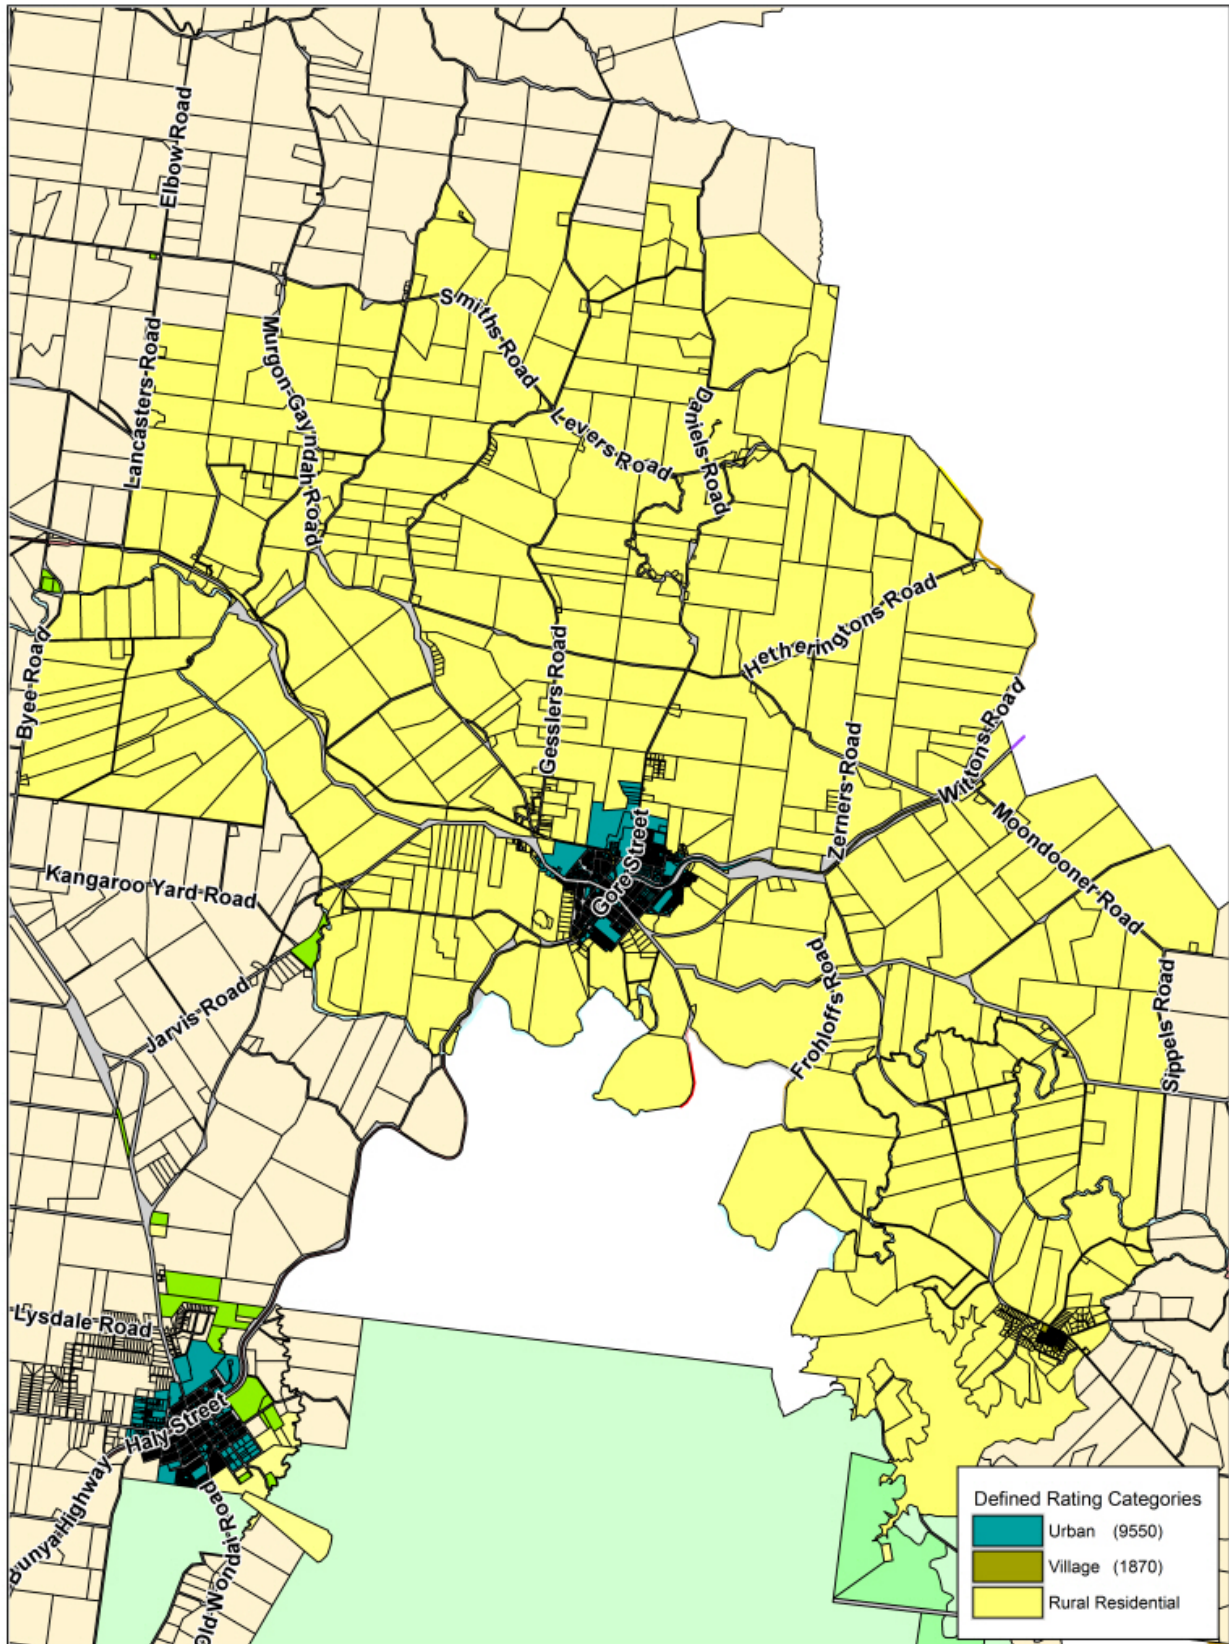 Elbow Road
Smiths Road
Lancasters Road
Murgon-Gayndah Road
Levers Road
Daniels Road
Hetheringtons Road
Byee Road
Gesslers Road
Wittons Road
Zerners Road
Moondooner Road
Gore Street
Kangaroo Yard Road
Frohloffs Road
Sippels Road
Jarvis Road
Lysdale Road
Haly Street
Bunya Highway
Old Wondai Road
Defined Rating Categories
Urban (9550)
Village (1870)
Rural Residential